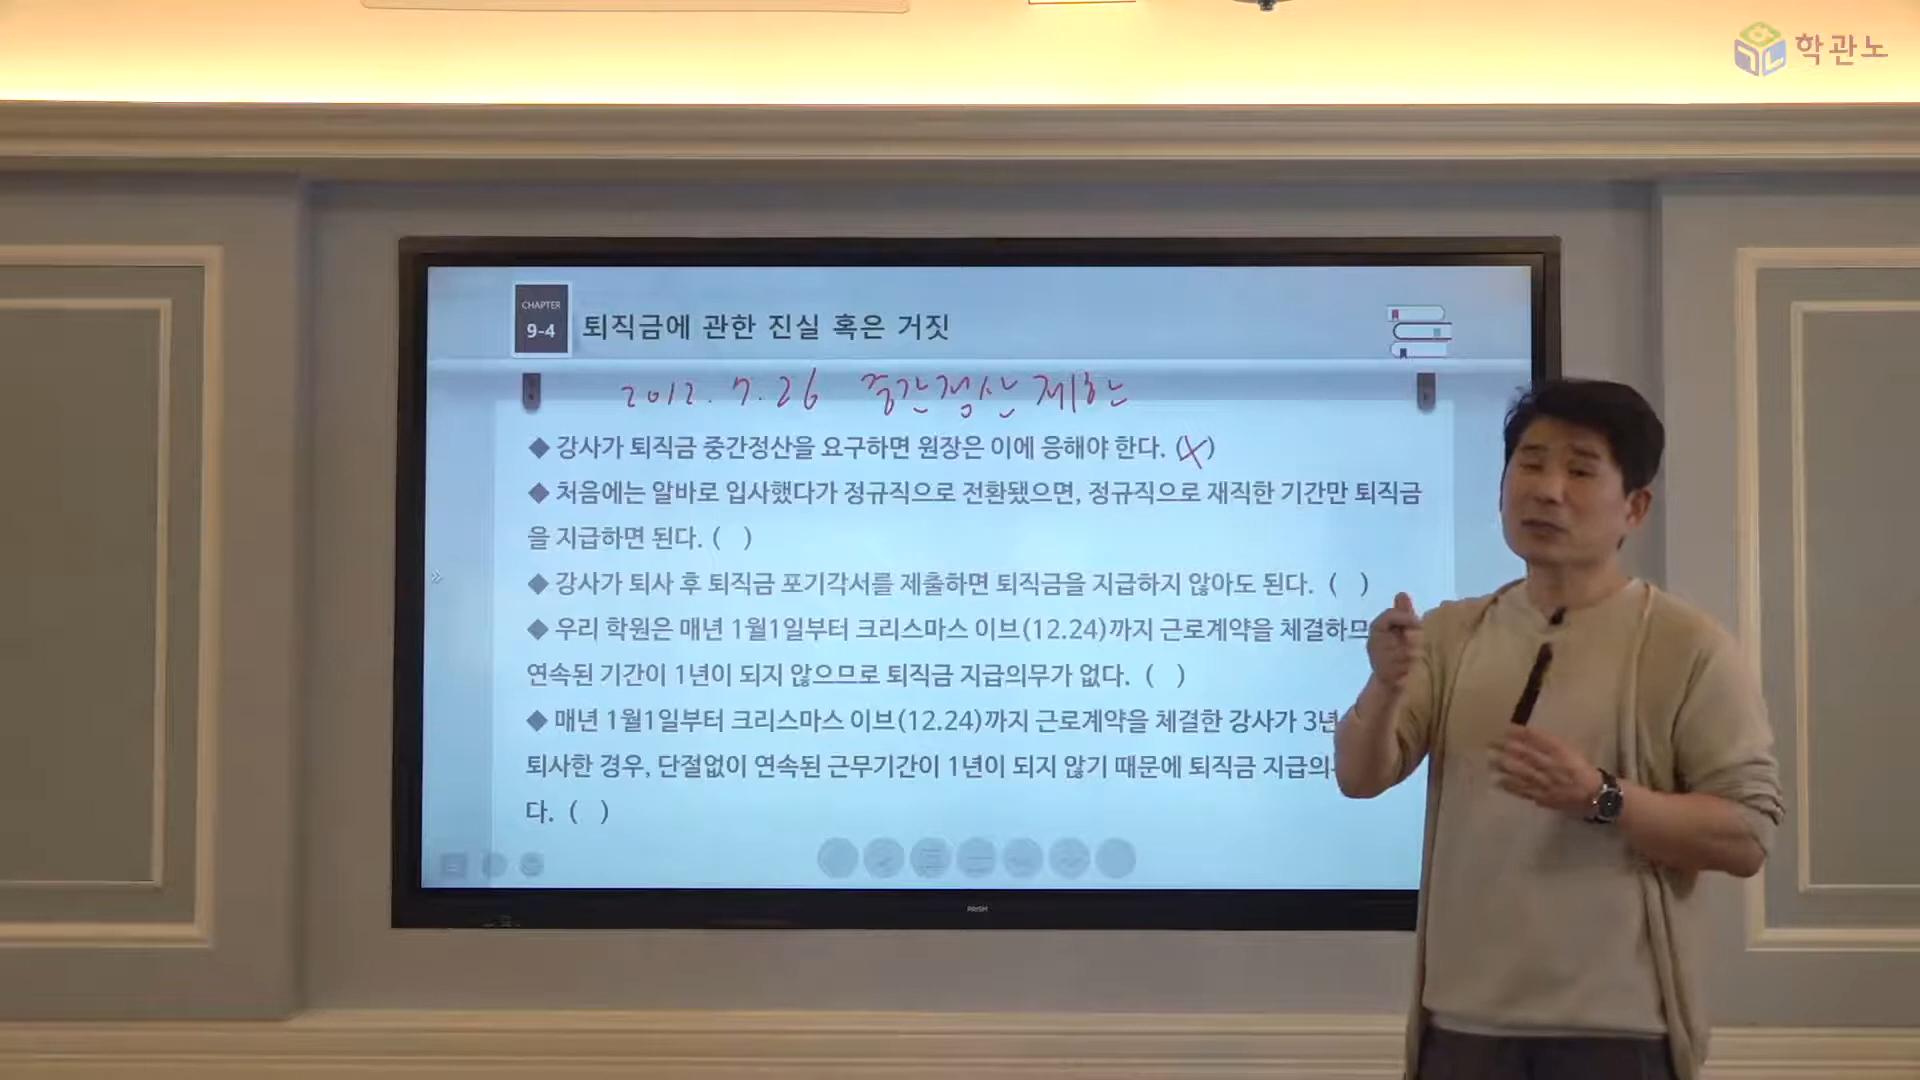 학관노
CHAPTER
9-4
퇴직금에 관한 진실 혹은 거짓
2012. 7. 26 중간정산 제한
◆ 강사가 퇴직금 중간정산을 요구하면 원장은 이에 응해야 한다. (X)
◆ 처음에는 알바로 입사했다가 정규직으로 전환됐으면, 정규직으로 재직한 기간만 퇴직금
을 지급하면 된다. ( )
◆ 강사가 퇴사 후 퇴직금 포기각서를 제출하면 퇴직금을 지급하지 않아도 된다. ( )
◆ 우리 학원은 매년 1월1일부터 크리스마스 이브(12.24)까지 근로계약을 체결하므
연속된 기간이 1년이 되지 않으므로 퇴직금 지급의무가 없다. ( )
◆ 매년 1월1일부터 크리스마스 이브(12.24)까지 근로계약을 체결한 강사가 3년
퇴사한 경우, 단절없이 연속된 근무기간이 1년이 되지 않기 때문에 퇴직금 지급의
다. ( )
PRISM